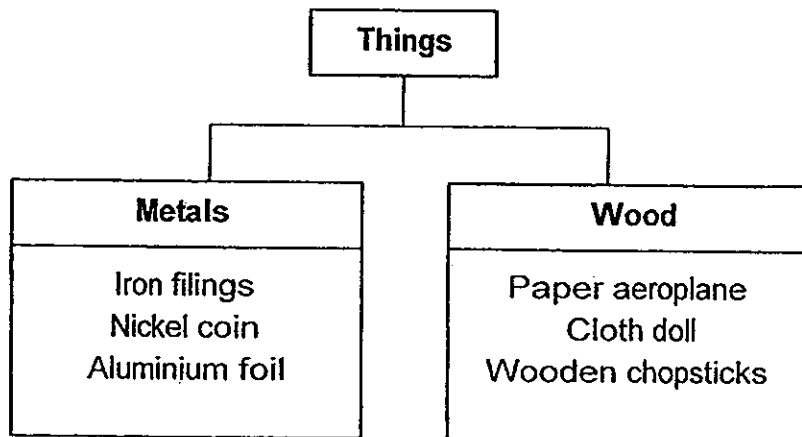 Things
Metals
Iron filings
Nickel coin
Aluminium foil
Wood
Paper aeroplane
Cloth doll
Wooden chopsticks